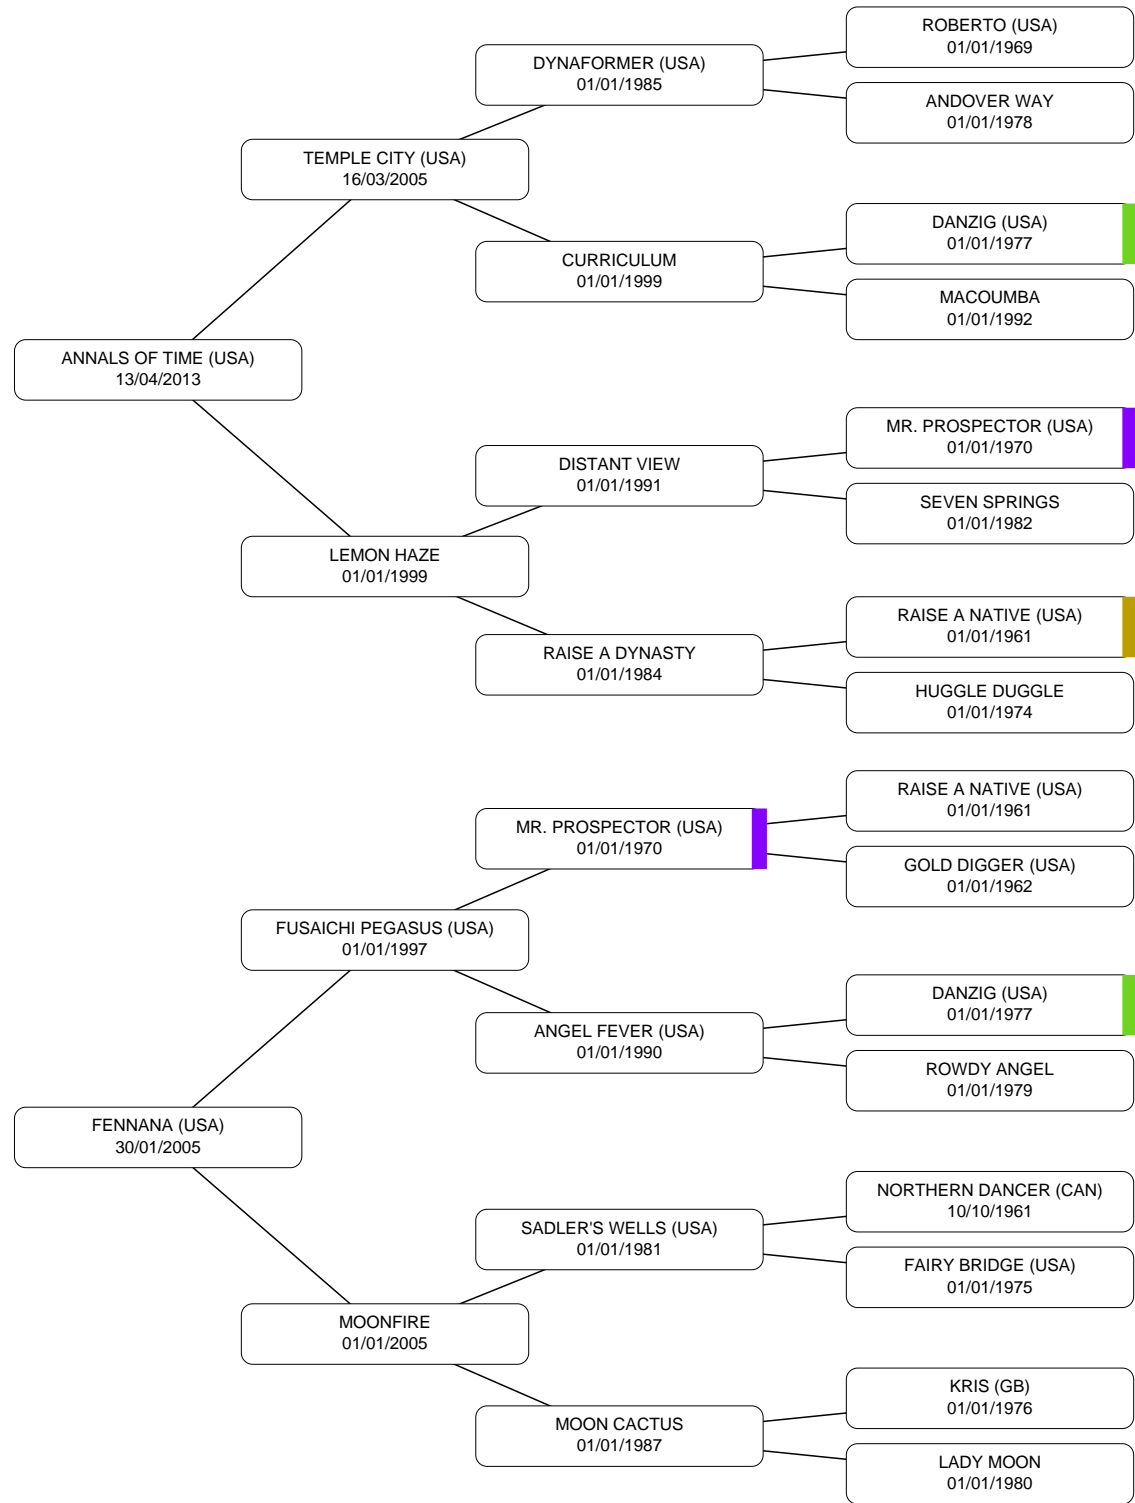 ROBERTO (USA)
01/01/1969
DYNAFORMER (USA)
01/01/1985
ANDOVER WAY
01/01/1978
TEMPLE CITY (USA)
16/03/2005
DANZIG (USA)
01/01/1977
CURRICULUM
01/01/1999
MACOUMBA
01/01/1992
ANNALS OF TIME (USA)
13/04/2013
MR. PROSPECTOR (USA)
01/01/1970
DISTANT VIEW
01/01/1991
SEVEN SPRINGS
01/01/1982
LEMON HAZE
01/01/1999
RAISE A NATIVE (USA)
01/01/1961
RAISE A DYNASTY
01/01/1984
HUGGLE DUGGLE
01/01/1974
RAISE A NATIVE (USA)
01/01/1961
MR. PROSPECTOR (USA)
01/01/1970
GOLD DIGGER (USA)
01/01/1962
FUSAICHI PEGASUS (USA)
01/01/1997
DANZIG (USA)
01/01/1977
ANGEL FEVER (USA)
01/01/1990
ROWDY ANGEL
01/01/1979
FENNANA (USA)
30/01/2005
NORTHERN DANCER (CAN)
10/10/1961
SADLER'S WELLS (USA)
01/01/1981
FAIRY BRIDGE (USA)
01/01/1975
MOONFIRE
01/01/2005
KRIS (GB)
01/01/1976
MOON CACTUS
01/01/1987
LADY MOON
01/01/1980